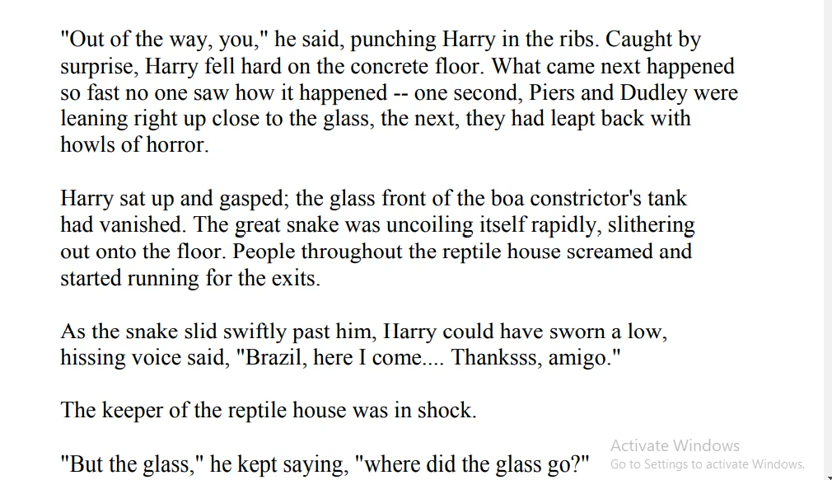 "Out of the way, you," he said, punching Harry in the ribs. Caught by
surprise, Harry fell hard on the concrete floor. What came next happened
so fast no one saw how it happened -- one second, Piers and Dudley were
leaning right up close to the glass, the next, they had leapt back with
howls of horror.
Harry sat up and gasped; the glass front of the boa constrictor's tank
had vanished. The great snake was uncoiling itself rapidly, slithering
out onto the floor. People throughout the reptile house screamed and
started running for the exits.
As the snake slid swiftly past him, Harry could have sworn a low,
hissing voice said, "Brazil, here I come.... Thanksss, amigo."
The keeper of the reptile house was in shock.
"But the glass," he kept saying, "where did the glass go?"
Activate Windows
Go to Settings to activate Windows.